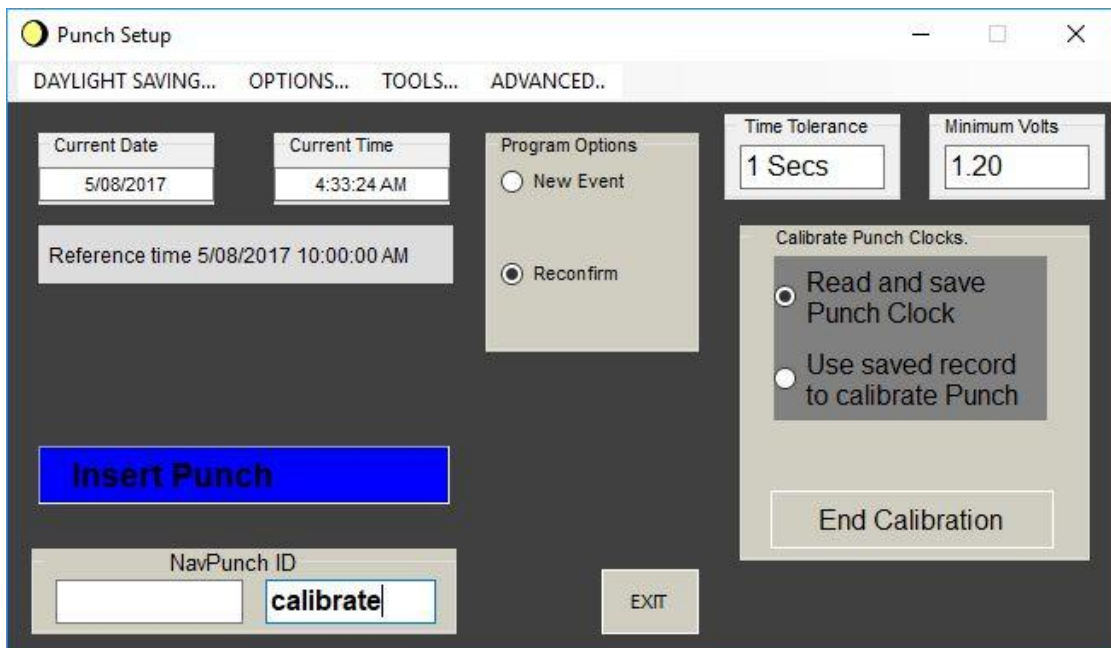 Punch Setup
DAYLIGHT SAVING... OPTIONS... TOOLS... ADVANCED..
Current Date
5/08/2017
Current Time
4:33:24 AM
Reference time 5/08/2017 10:00:00 AM
Program Options
New Event
Reconfirm
Time Tolerance
1 Secs
Minimum Volts
1.20
Calibrate Punch Clocks.
Read and save
Punch Clock
Use saved record
to calibrate Punch
End Calibration
Insert Punch
NavPunch ID
calibrate
EXIT